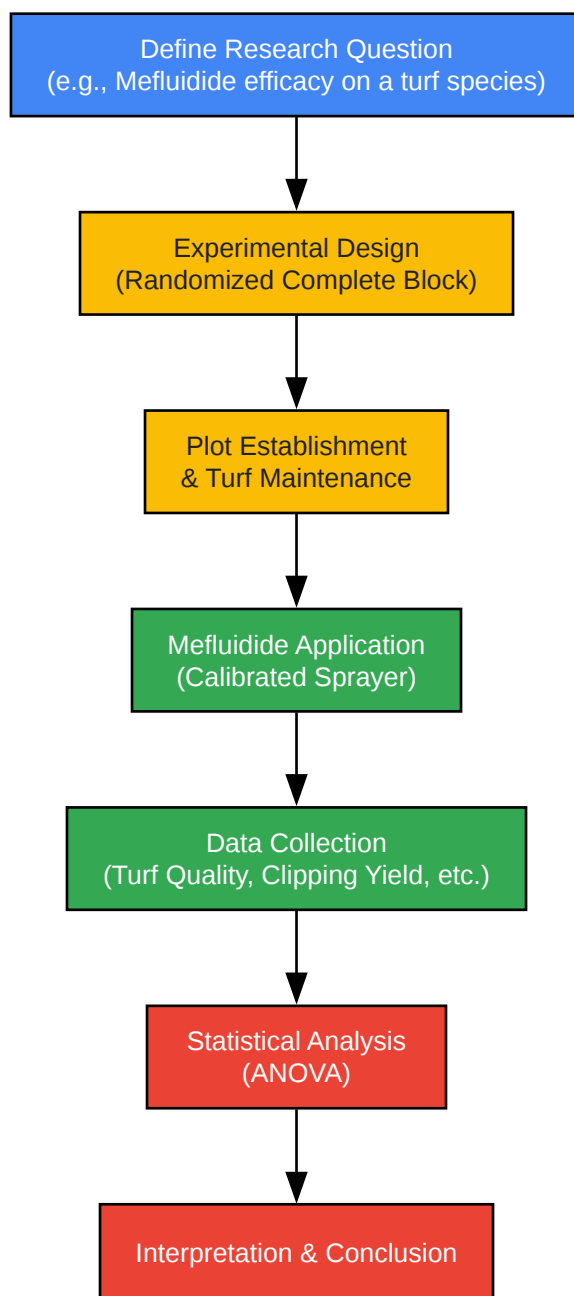 Define Research Question
(e.g., Mefluidide efficacy on a turf species)
Experimental Design
(Randomized Complete Block)
Plot Establishment
& Turf Maintenance
Mefluidide Application
(Calibrated Sprayer)
Data Collection
(Turf Quality, Clipping Yield, etc.)
Statistical Analysis
(ANOVA)
Interpretation & Conclusion